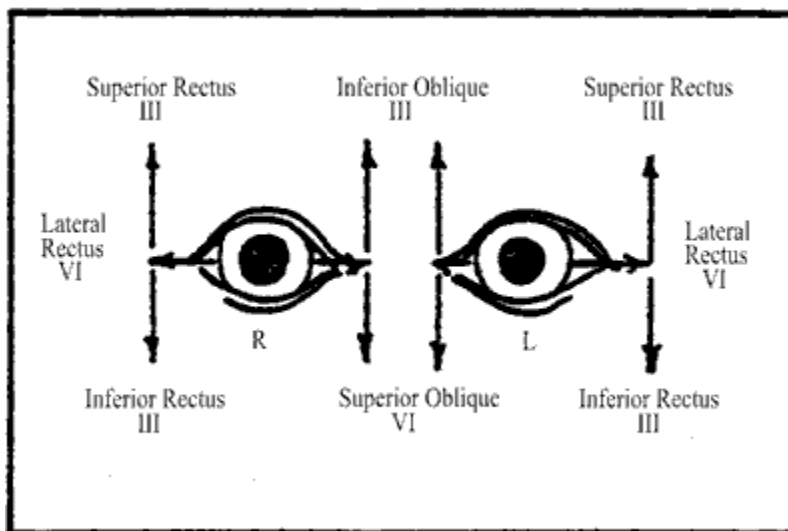 Superior Rectus
III
Inferior Oblique
III
Superior Rectus
III
Lateral
Rectus
VI
Lateral
Rectus
VI
R
L
Inferior Rectus
III
Superior Oblique
VI
Inferior Rectus
III